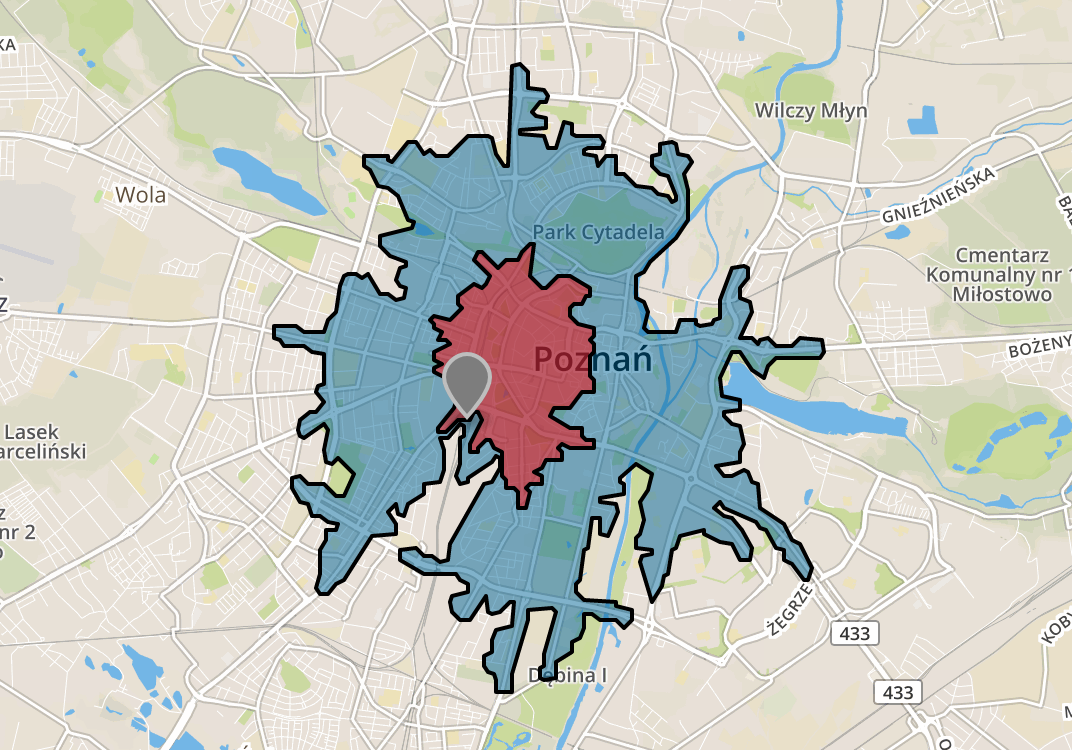 KA
Wilczy Młyn
Wola
GNIEŹNIEŃSKA
Park Cytadela
Cmentarz
Komunalny nr 1
Miłostowo
Z
Poznań
BOŻENY
Lasek
arceliński
z
nr 2
o
ŻEGRZE
433
KOBY
Dębina I
433